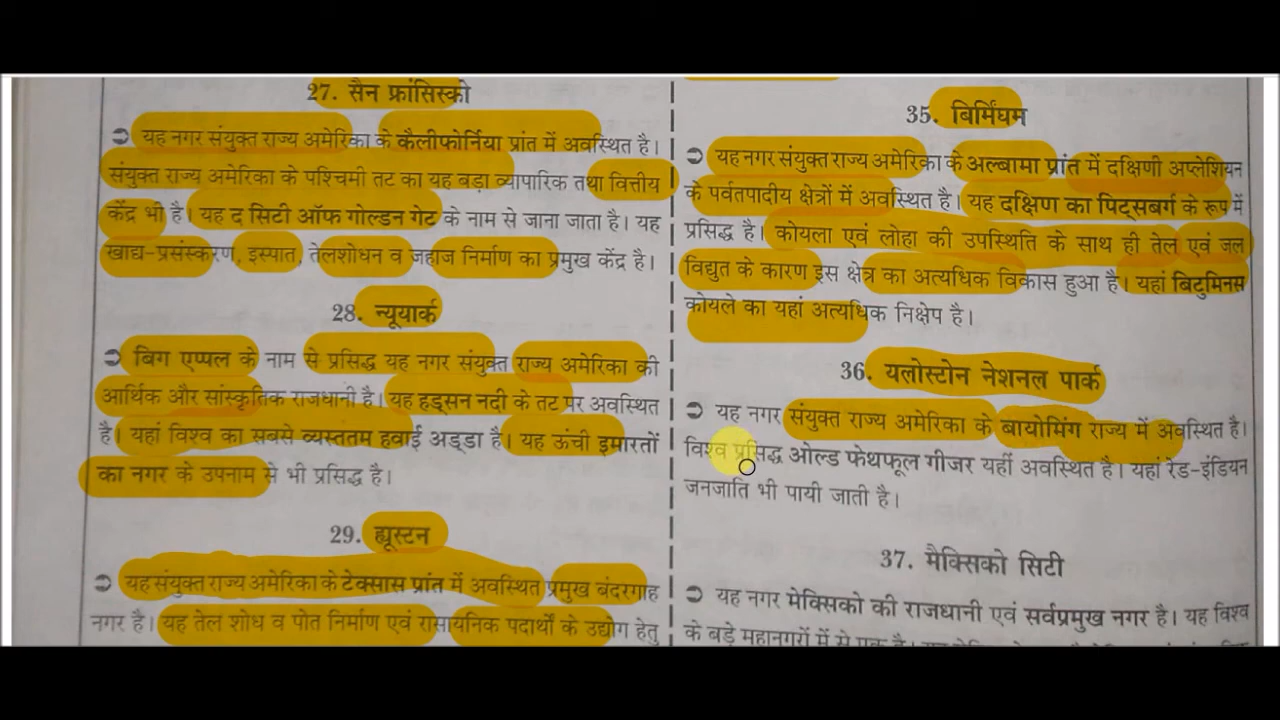 27. सैन फ्रांसिस्को
➲ यह नगर संयुक्त राज्य अमेरिका के कैलीफोर्निया प्रांत में अवस्थित है।
संयुक्त राज्य अमेरिका के पश्चिमी तट का यह बड़ा व्यापारिक तथा वित्तीय
केंद्र भी है। यह द सिटी ऑफ गोल्डन गेट के नाम से जाना जाता है। यह
खाद्य-प्रसंस्करण, इस्पात, तेलशोधन व जहाज निर्माण का प्रमुख केंद्र है।
28. न्यूयार्क
➲ बिग एप्पल के नाम से प्रसिद्ध यह नगर संयुक्त राज्य अमेरिका की
आर्थिक और सांस्कृतिक राजधानी है। यह हड्सन नदी के तट पर अवस्थित
है। यहां विश्व का सबसे व्यस्ततम हवाई अड्डा है। यह ऊंची इमारतों
का नगर के उपनाम से भी प्रसिद्ध है।
29. ह्यूस्टन
➲ यह संयुक्त राज्य अमेरिका के टेक्सास प्रांत में अवस्थित प्रमुख बंदरगाह
नगर है। यह तेल शोध व पोत निर्माण एवं रासायनिक पदार्थों के उद्योग हेतु
35. बिर्मिंघम
➲ यह नगर संयुक्त राज्य अमेरिका के अल्बामा प्रांत में दक्षिणी अप्लेशियन
के पर्वतपादीय क्षेत्रों में अवस्थित है। यह दक्षिण का पिट्सबर्ग के रूप में
प्रसिद्ध है। कोयला एवं लोहा की उपस्थिति के साथ ही तेल एवं जल
विद्युत के कारण इस क्षेत्र का अत्यधिक विकास हुआ है। यहां बिटुमिनस
कोयले का यहां अत्यधिक निक्षेप है।
36. यलोस्टोन नेशनल पार्क
➲ यह नगर संयुक्त राज्य अमेरिका के बायोमिंग राज्य में अवस्थित है।
विश्व प्रसिद्ध ओल्ड फेथफूल गीजर यहीं अवस्थित है। यहां रेड-इंडियन
जनजाति भी पायी जाती है।
37. मैक्सिको सिटी
➲ यह नगर मेक्सिको की राजधानी एवं सर्वप्रमुख नगर है। यह विश्व
के बड़े महानगरों में से एक है।